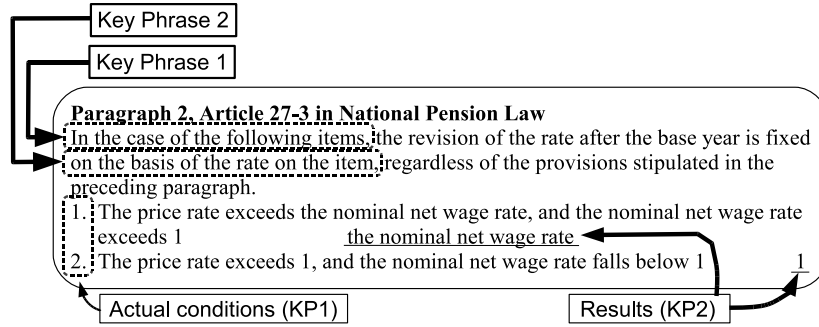 Key Phrase 2
Key Phrase 1
Paragraph 2, Article 27-3 in National Pension Law
In the case of the following items, the revision of the rate after the base year is fixed
on the basis of the rate on the item, regardless of the provisions stipulated in the
preceding paragraph.
1. The price rate exceeds the nominal net wage rate, and the nominal net wage rate
exceeds 1 the nominal net wage rate
2. The price rate exceeds 1, and the nominal net wage rate falls below 1 1
Actual conditions (KP1) Results (KP2)